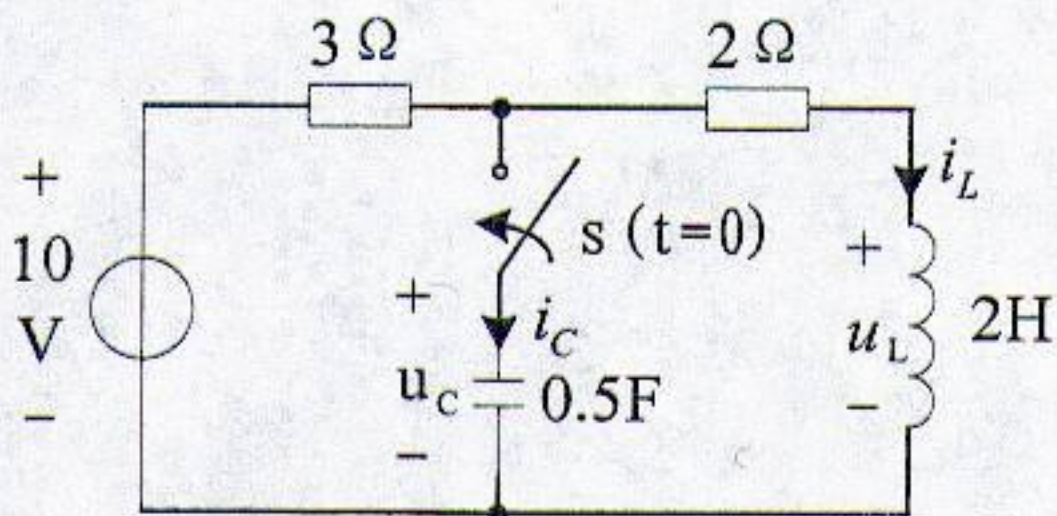 3 Ω
2 Ω
+
10
V
−
s (t=0)
i_L
+
u_L
−
2H
+
i_C
u_C
0.5F
−